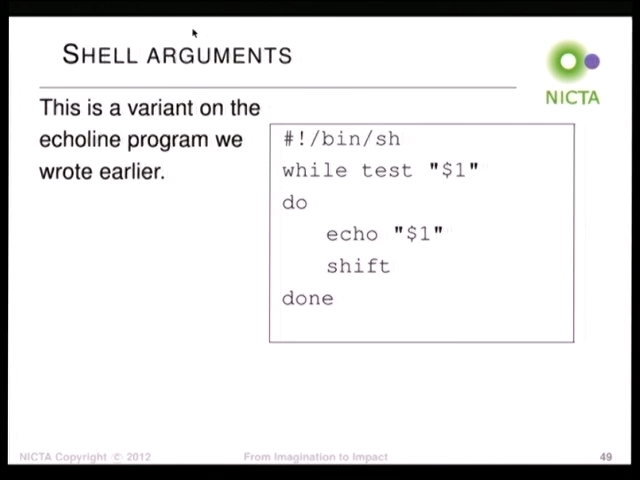 SHELL ARGUMENTS
NICTA
This is a variant on the
echoline program we
wrote earlier.
#!/bin/sh
while test "$1"
do
echo "$1"
shift
done
NICTA Copyright © 2012
From Imagination to Impact
49